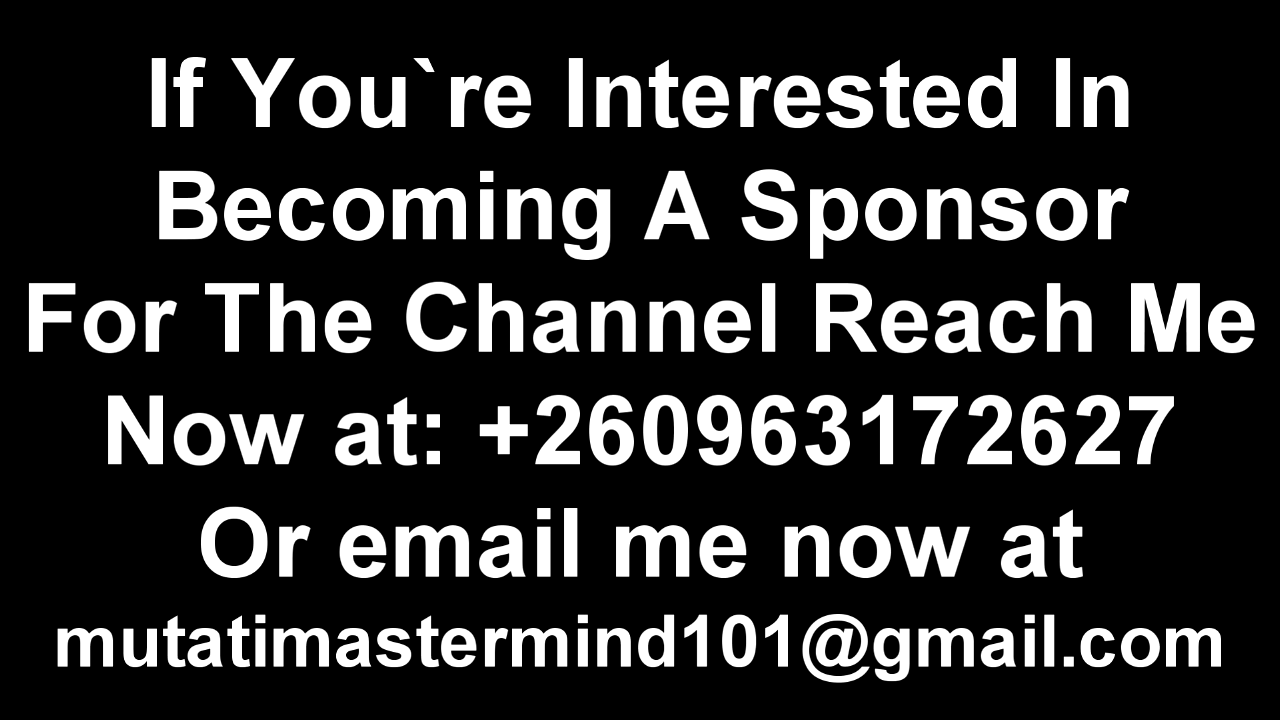 If You`re Interested In
Becoming A Sponsor
For The Channel Reach Me
Now at: +260963172627
Or email me now at
mutatimastermind101@gmail.com